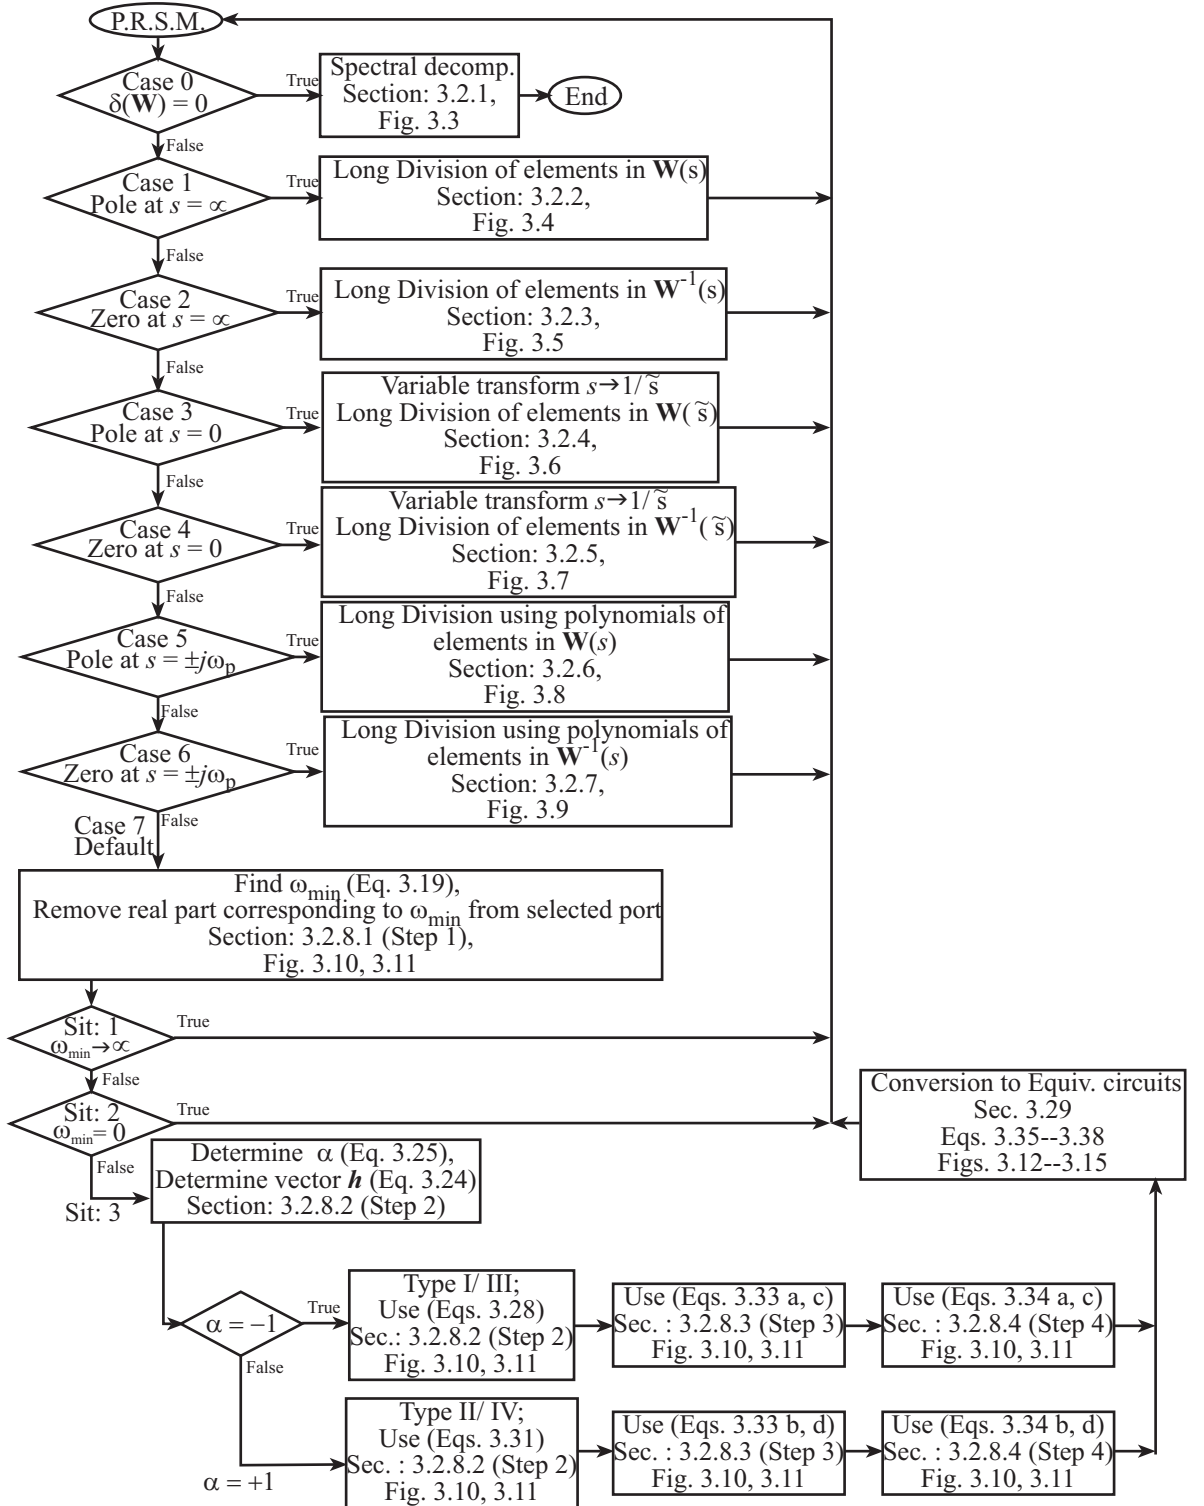 P.R.S.M.
Case 0
δ(W) = 0
True
Spectral decomp.
Section: 3.2.1,
Fig. 3.3
End
False
Case 1
Pole at s = ∝
True
Long Division of elements in W(s)
Section: 3.2.2,
Fig. 3.4
False
Case 2
Zero at s = ∝
True
Long Division of elements in W⁻¹(s)
Section: 3.2.3,
Fig. 3.5
False
Case 3
Pole at s = 0
True
Variable transform s→1/s̃
Long Division of elements in W(s̃)
Section: 3.2.4,
Fig. 3.6
False
Case 4
Zero at s = 0
True
Variable transform s→1/s̃
Long Division of elements in W⁻¹(s̃)
Section: 3.2.5,
Fig. 3.7
False
Case 5
Pole at s = ±jωp
True
Long Division using polynomials of
elements in W(s)
Section: 3.2.6,
Fig. 3.8
False
Case 6
Zero at s = ±jωp
True
Long Division using polynomials of
elements in W⁻¹(s)
Section: 3.2.7,
Fig. 3.9
False
Case 7
Default
Find ωmin (Eq. 3.19),
Remove real part corresponding to ωmin from selected port
Section: 3.2.8.1 (Step 1),
Fig. 3.10, 3.11
Sit: 1
ωmin→∝
True
False
Sit: 2
ωmin= 0
True
False
Sit: 3
Conversion to Equiv. circuits
Sec. 3.29
Eqs. 3.35--3.38
Figs. 3.12--3.15
Determine α (Eq. 3.25),
Determine vector h (Eq. 3.24)
Section: 3.2.8.2 (Step 2)
α = −1
True
Type I/ III;
Use (Eqs. 3.28)
Sec.: 3.2.8.2 (Step 2)
Fig. 3.10, 3.11
Use (Eqs. 3.33 a, c)
Sec. : 3.2.8.3 (Step 3)
Fig. 3.10, 3.11
Use (Eqs. 3.34 a, c)
Sec. : 3.2.8.4 (Step 4)
Fig. 3.10, 3.11
False
α = +1
Type II/ IV;
Use (Eqs. 3.31)
Sec. : 3.2.8.2 (Step 2)
Fig. 3.10, 3.11
Use (Eqs. 3.33 b, d)
Sec. : 3.2.8.3 (Step 3)
Fig. 3.10, 3.11
Use (Eqs. 3.34 b, d)
Sec. : 3.2.8.4 (Step 4)
Fig. 3.10, 3.11